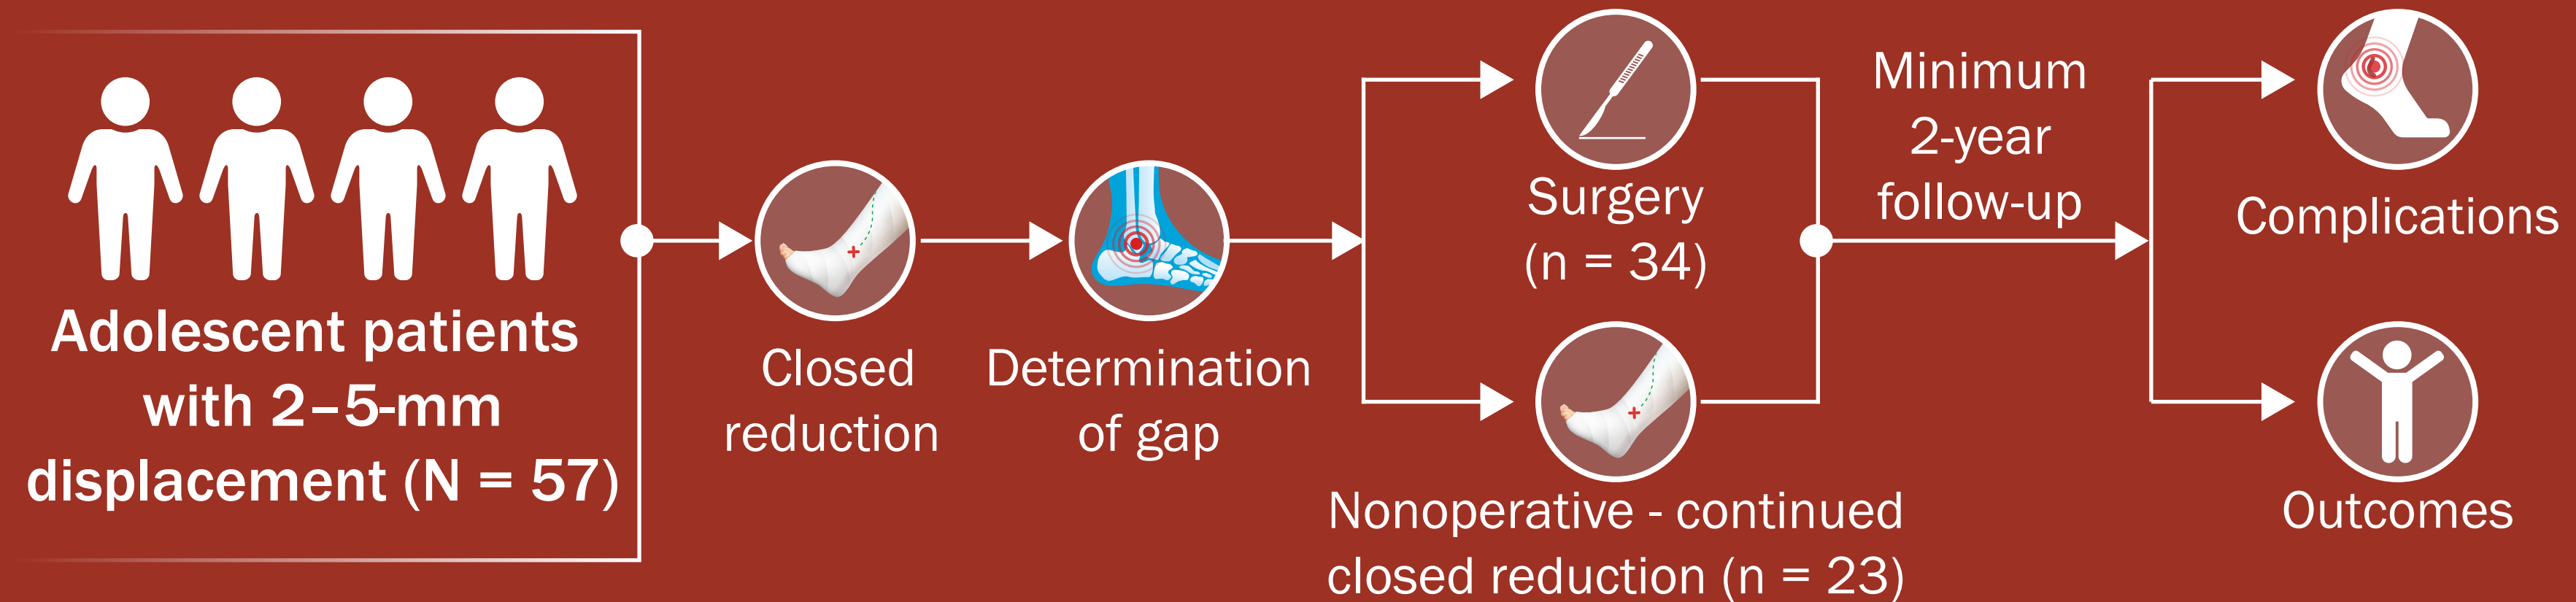 Adolescent patients
with 2–5-mm
displacement (N = 57)
Closed
reduction
Determination
of gap
Surgery
(n = 34)
Nonoperative - continued
closed reduction (n = 23)
Minimum
2-year
follow-up
Complications
Outcomes